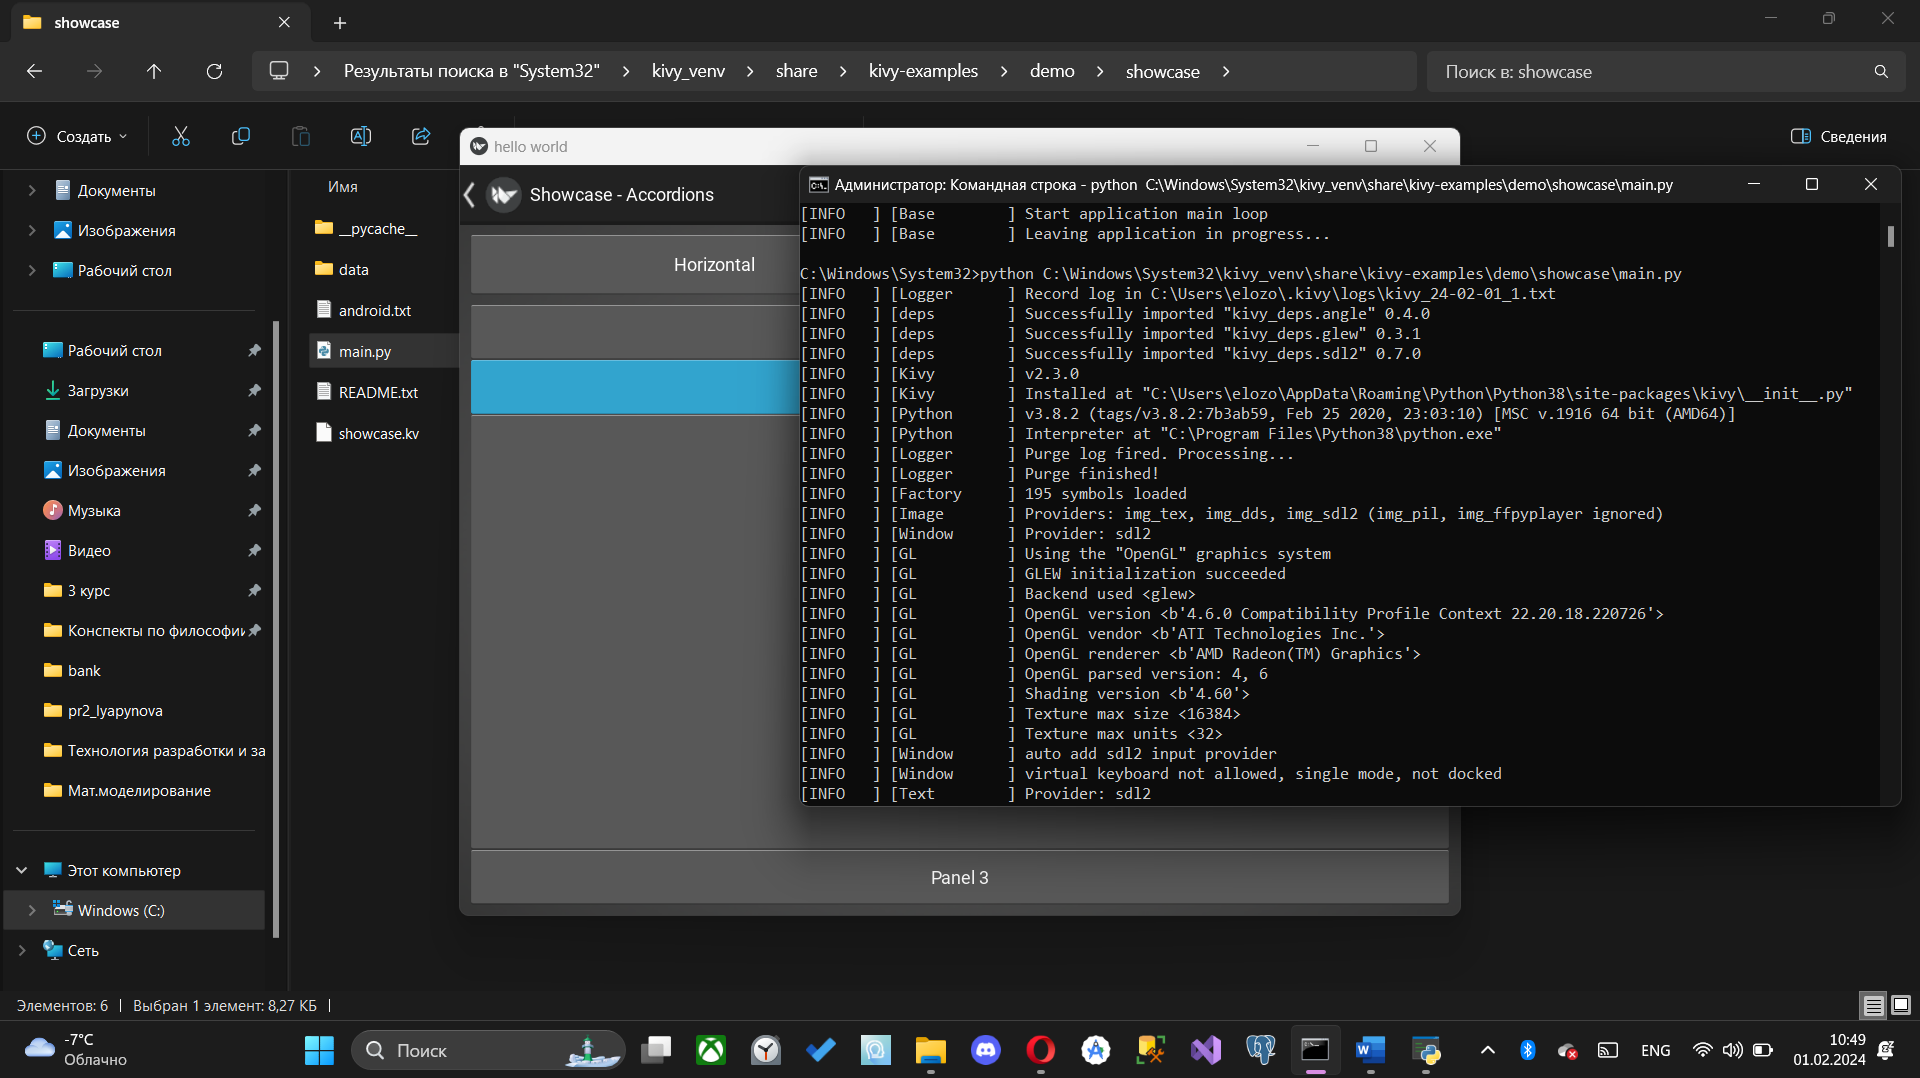 showcase
Результаты поиска в "System32"
kivy_venv
share
kivy-examples
demo
showcase
Поиск в: showcase
Создать
Сведения
Документы
Изображения
Рабочий стол
Рабочий стол
Загрузки
Документы
Изображения
Музыка
Видео
3 курс
Конспекты по философии
bank
pr2_lyapynova
Технология разработки и за
Мат.моделирование
Этот компьютер
Windows (C:)
Сеть
Имя
__pycache__
data
android.txt
main.py
README.txt
showcase.kv
hello world
Showcase - Accordions
Horizontal
Panel 3
Администратор: Командная строка - python  C:\Windows\System32\kivy_venv\share\kivy-examples\demo\showcase\main.py
[INFO   ] [Base        ] Start application main loop
[INFO   ] [Base        ] Leaving application in progress...
C:\Windows\System32>python C:\Windows\System32\kivy_venv\share\kivy-examples\demo\showcase\main.py
[INFO   ] [Logger      ] Record log in C:\Users\elozo\.kivy\logs\kivy_24-02-01_1.txt
[INFO   ] [deps        ] Successfully imported "kivy_deps.angle" 0.4.0
[INFO   ] [deps        ] Successfully imported "kivy_deps.glew" 0.3.1
[INFO   ] [deps        ] Successfully imported "kivy_deps.sdl2" 0.7.0
[INFO   ] [Kivy        ] v2.3.0
[INFO   ] [Kivy        ] Installed at "C:\Users\elozo\AppData\Roaming\Python\Python38\site-packages\kivy\__init__.py"
[INFO   ] [Python      ] v3.8.2 (tags/v3.8.2:7b3ab59, Feb 25 2020, 23:03:10) [MSC v.1916 64 bit (AMD64)]
[INFO   ] [Python      ] Interpreter at "C:\Program Files\Python38\python.exe"
[INFO   ] [Logger      ] Purge log fired. Processing...
[INFO   ] [Logger      ] Purge finished!
[INFO   ] [Factory     ] 195 symbols loaded
[INFO   ] [Image       ] Providers: img_tex, img_dds, img_sdl2 (img_pil, img_ffpyplayer ignored)
[INFO   ] [Window      ] Provider: sdl2
[INFO   ] [GL          ] Using the "OpenGL" graphics system
[INFO   ] [GL          ] GLEW initialization succeeded
[INFO   ] [GL          ] Backend used <glew>
[INFO   ] [GL          ] OpenGL version <b'4.6.0 Compatibility Profile Context 22.20.18.220726'>
[INFO   ] [GL          ] OpenGL vendor <b'ATI Technologies Inc.'>
[INFO   ] [GL          ] OpenGL renderer <b'AMD Radeon(TM) Graphics'>
[INFO   ] [GL          ] OpenGL parsed version: 4, 6
[INFO   ] [GL          ] Shading version <b'4.60'>
[INFO   ] [GL          ] Texture max size <16384>
[INFO   ] [GL          ] Texture max units <32>
[INFO   ] [Window      ] auto add sdl2 input provider
[INFO   ] [Window      ] virtual keyboard not allowed, single mode, not docked
[INFO   ] [Text        ] Provider: sdl2
Элементов: 6
Выбран 1 элемент: 8,27 КБ
-7°C
Облачно
Поиск
ENG
10:49
01.02.2024